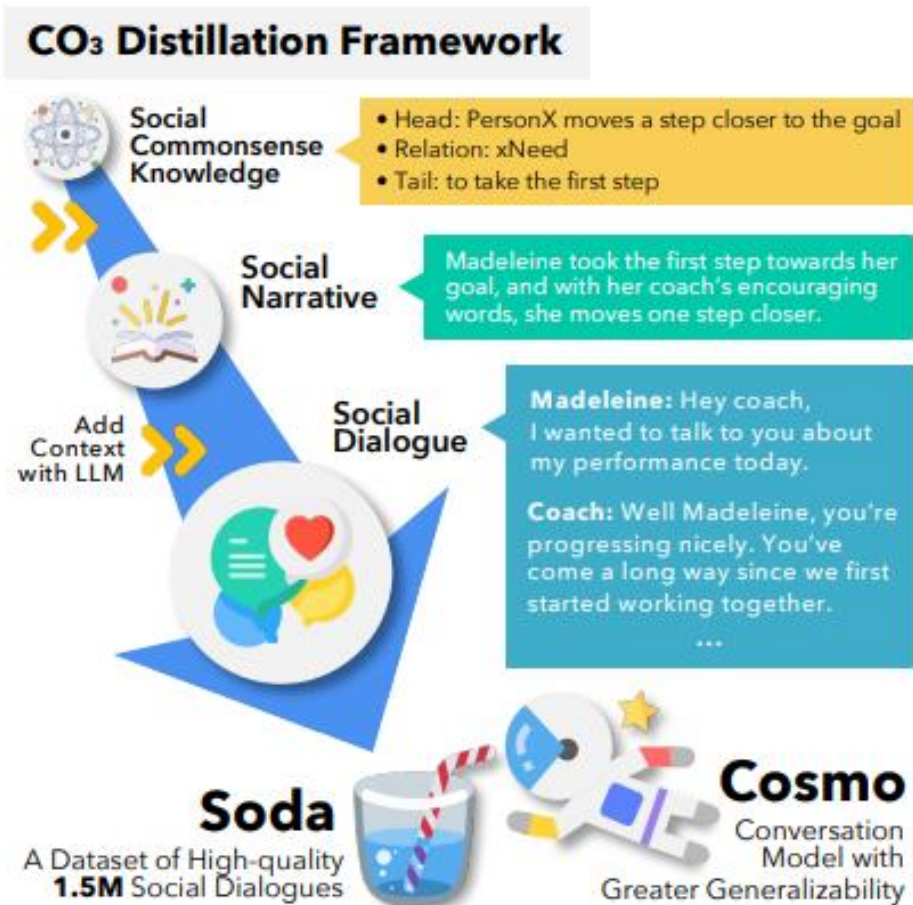 CO₃ Distillation Framework
Social
Commonsense
Knowledge
• Head: PersonX moves a step closer to the goal
• Relation: xNeed
• Tail: to take the first step
Social
Narrative
Madeleine took the first step towards her
goal, and with her coach's encouraging
words, she moves one step closer.
Add
Context
with LLM
Social
Dialogue
Madeleine: Hey coach,
I wanted to talk to you about
my performance today.
Coach: Well Madeleine, you're
progressing nicely. You've
come a long way since we first
started working together.
...
Soda
A Dataset of High-quality
1.5M Social Dialogues
Cosmo
Conversation
Model with
Greater Generalizability